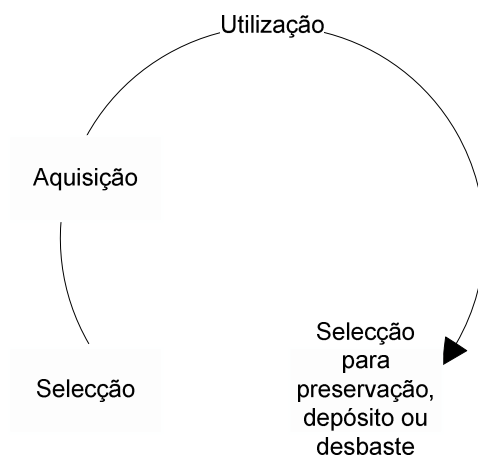 Utilização
Aquisição
Selecção
Selecção
para
preservação,
depósito ou
desbaste